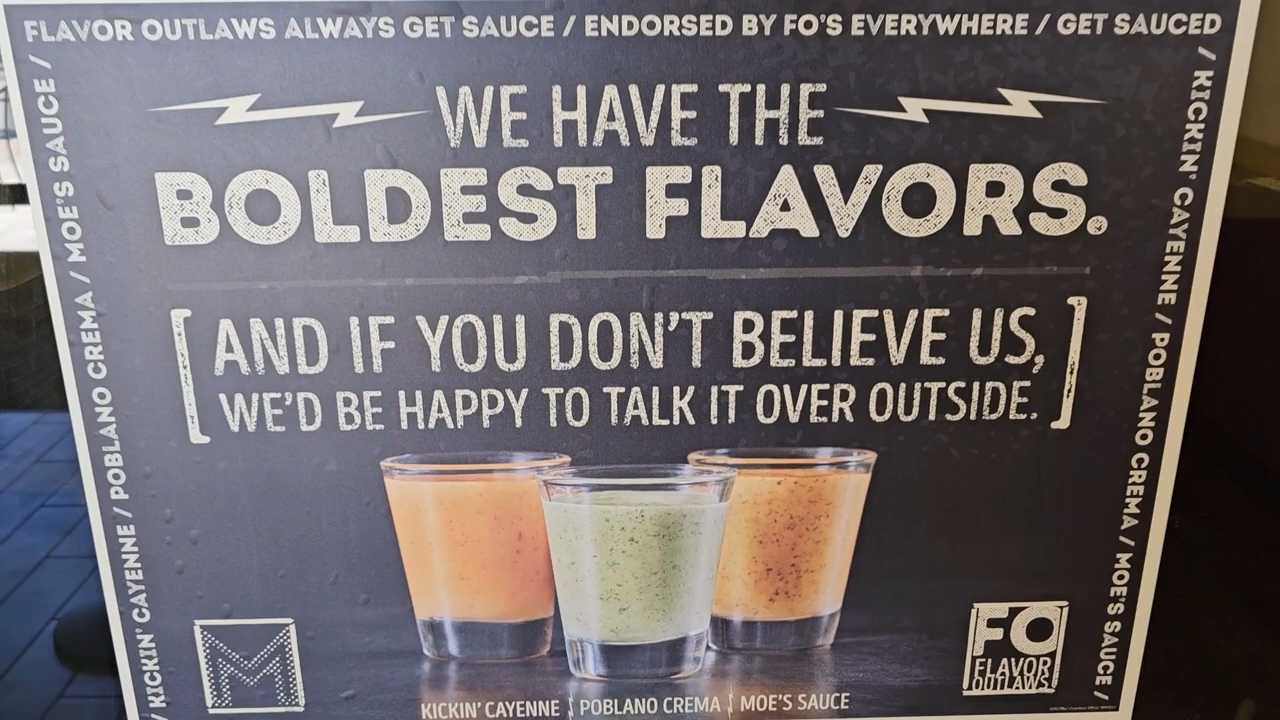 FLAVOR OUTLAWS ALWAYS GET SAUCE / ENDORSED BY FO'S EVERYWHERE / GET SAUCED
/ KICKIN' CAYENNE / POBLANO CREMA / MOE'S SAUCE /
WE HAVE THE
BOLDEST FLAVORS.
[AND IF YOU DON'T BELIEVE US,
WE'D BE HAPPY TO TALK IT OVER OUTSIDE.]
/ KICKIN' CAYENNE / POBLANO CREMA / MOE'S SAUCE /
M
FO
FLAVOR
OUTLAWS
KICKIN' CAYENNE | POBLANO CREMA | MOE'S SAUCE